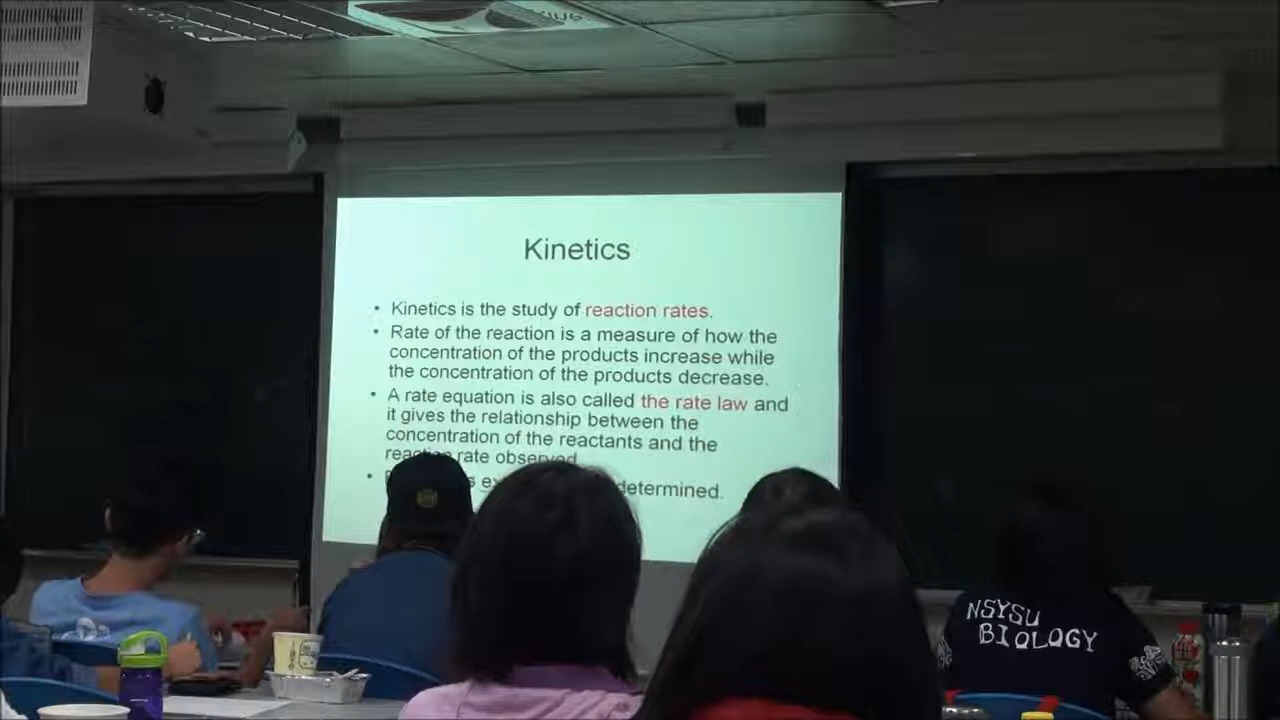 Kinetics
• Kinetics is the study of reaction rates.
• Rate of the reaction is a measure of how the
concentration of the products increase while
the concentration of the products decrease.
• A rate equation is also called the rate law and
it gives the relationship between the
concentration of the reactants and the
reaction rate observed.
• determined.
NSYSU
BIOLOGY